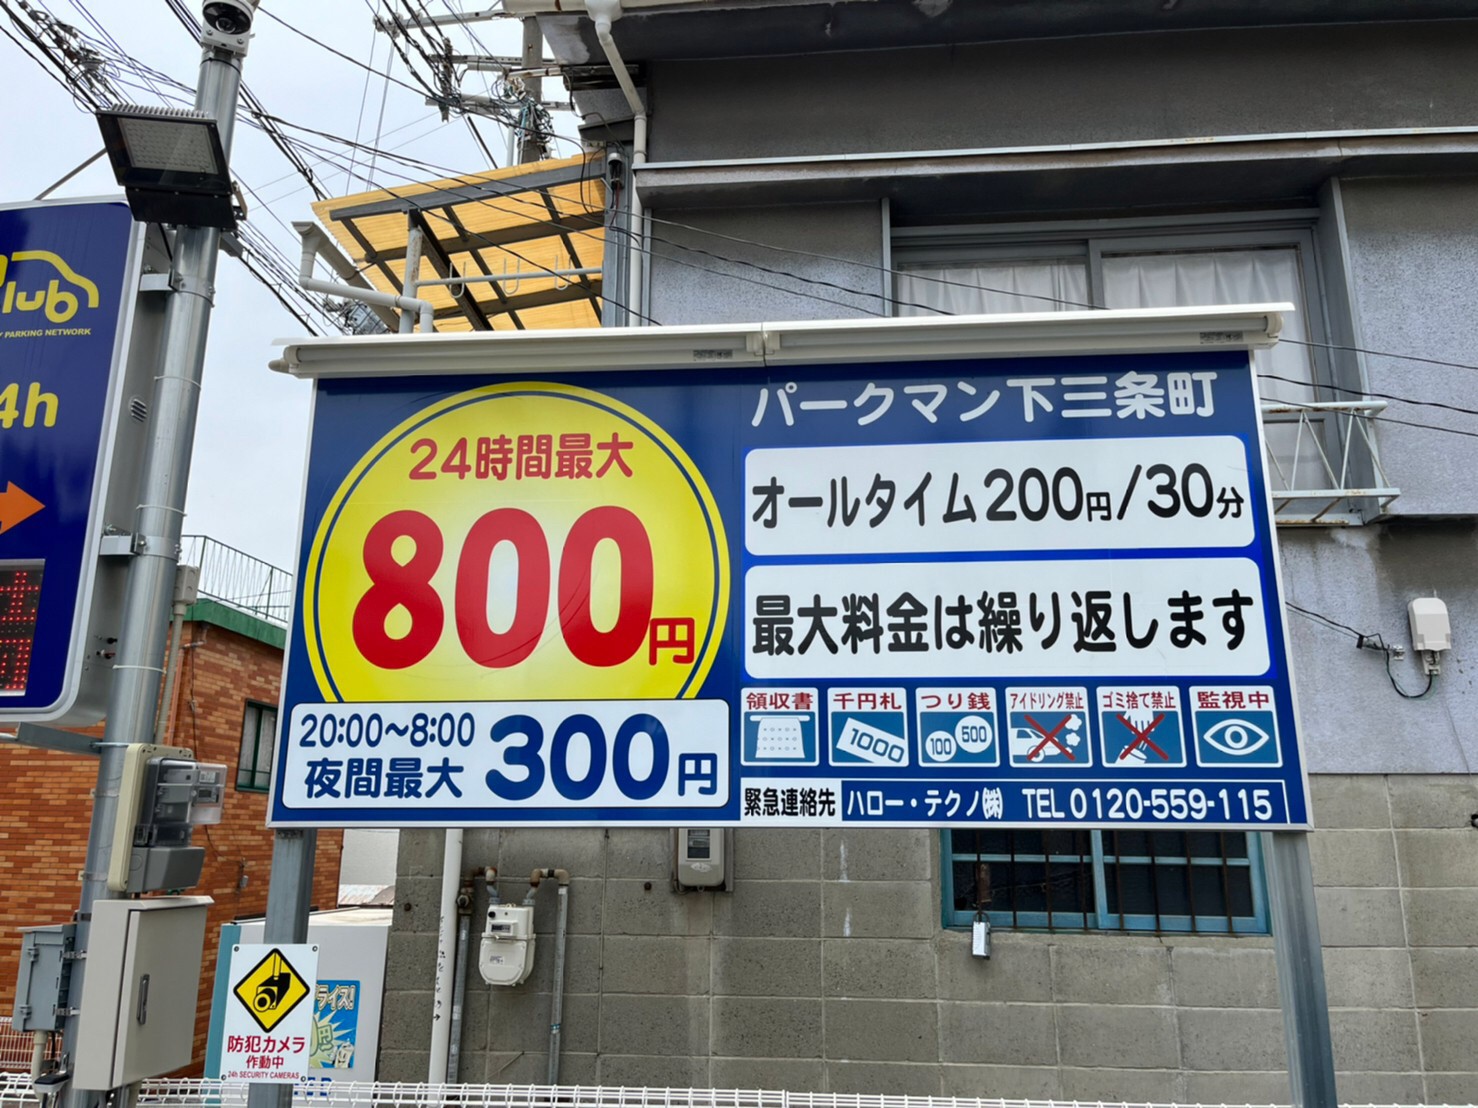 lub
PARKING NETWORK
4h
24時間最大
800円
20:00〜8:00
夜間最大 300円
パークマン下三条町
オールタイム200円/30分
最大料金は繰り返します
領収書 千円札 つり銭 アイドリング禁止 ゴミ捨て禁止 監視中
1000 100 500
緊急連絡先 ハロー・テクノ㈱ TEL 0120-559-115
防犯カメラ
作動中
24h SECURITY CAMERAS
ライス!